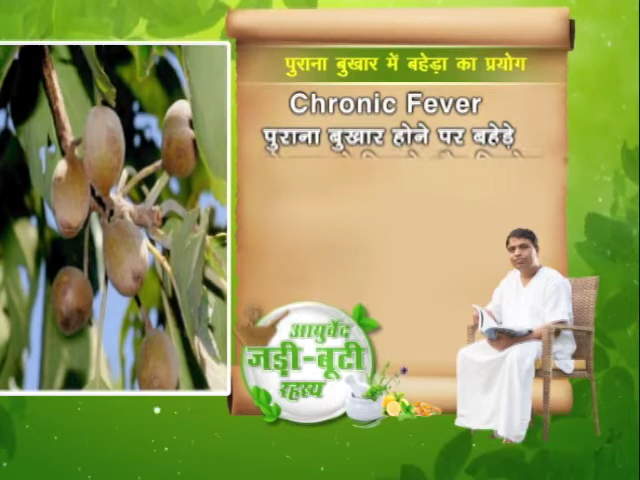 पुराना बुखार में बहेड़ा का प्रयोग
Chronic Fever
पुराना बुखार होने पर बहेड़े
आयुर्वेद
जड़ी-बूटी
रहस्य